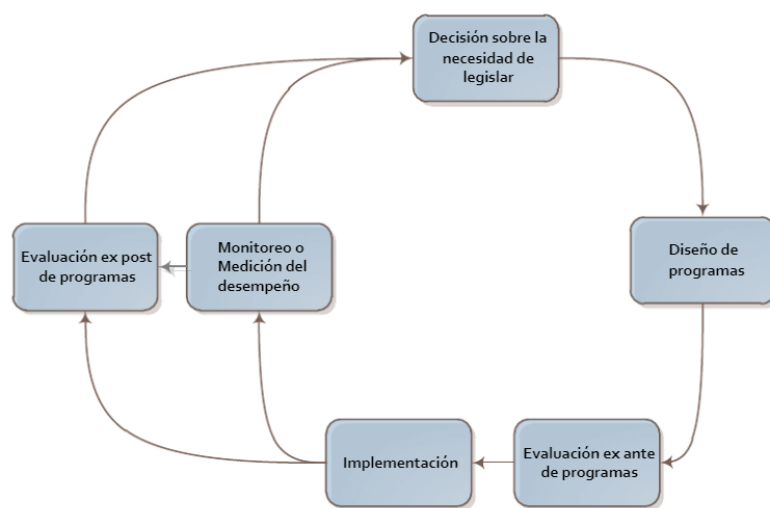 Decisión sobre la
necesidad de
legislar
Diseño de
programas
Evaluación ex ante
de programas
Implementación
Monitoreo o
Medición del
desempeño
Evaluación ex post
de programas